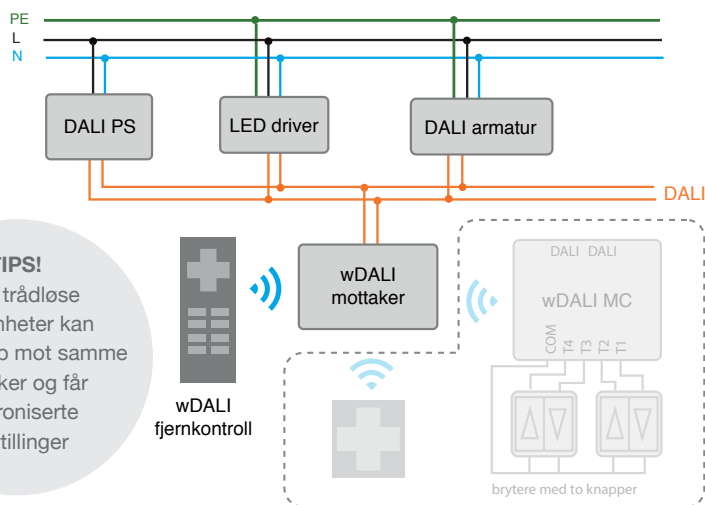 PE
L
N
DALI PS
LED driver
DALI armatur
DALI
TIPS!
trådløse
nheter kan
mot samme
ker og får
roniserte
tillinger
wDALI
fjernkontroll
wDALI
mottaker
DALI DALI
wDALI MC
COM
T4
T3
T2
T1
brytere med to knapper